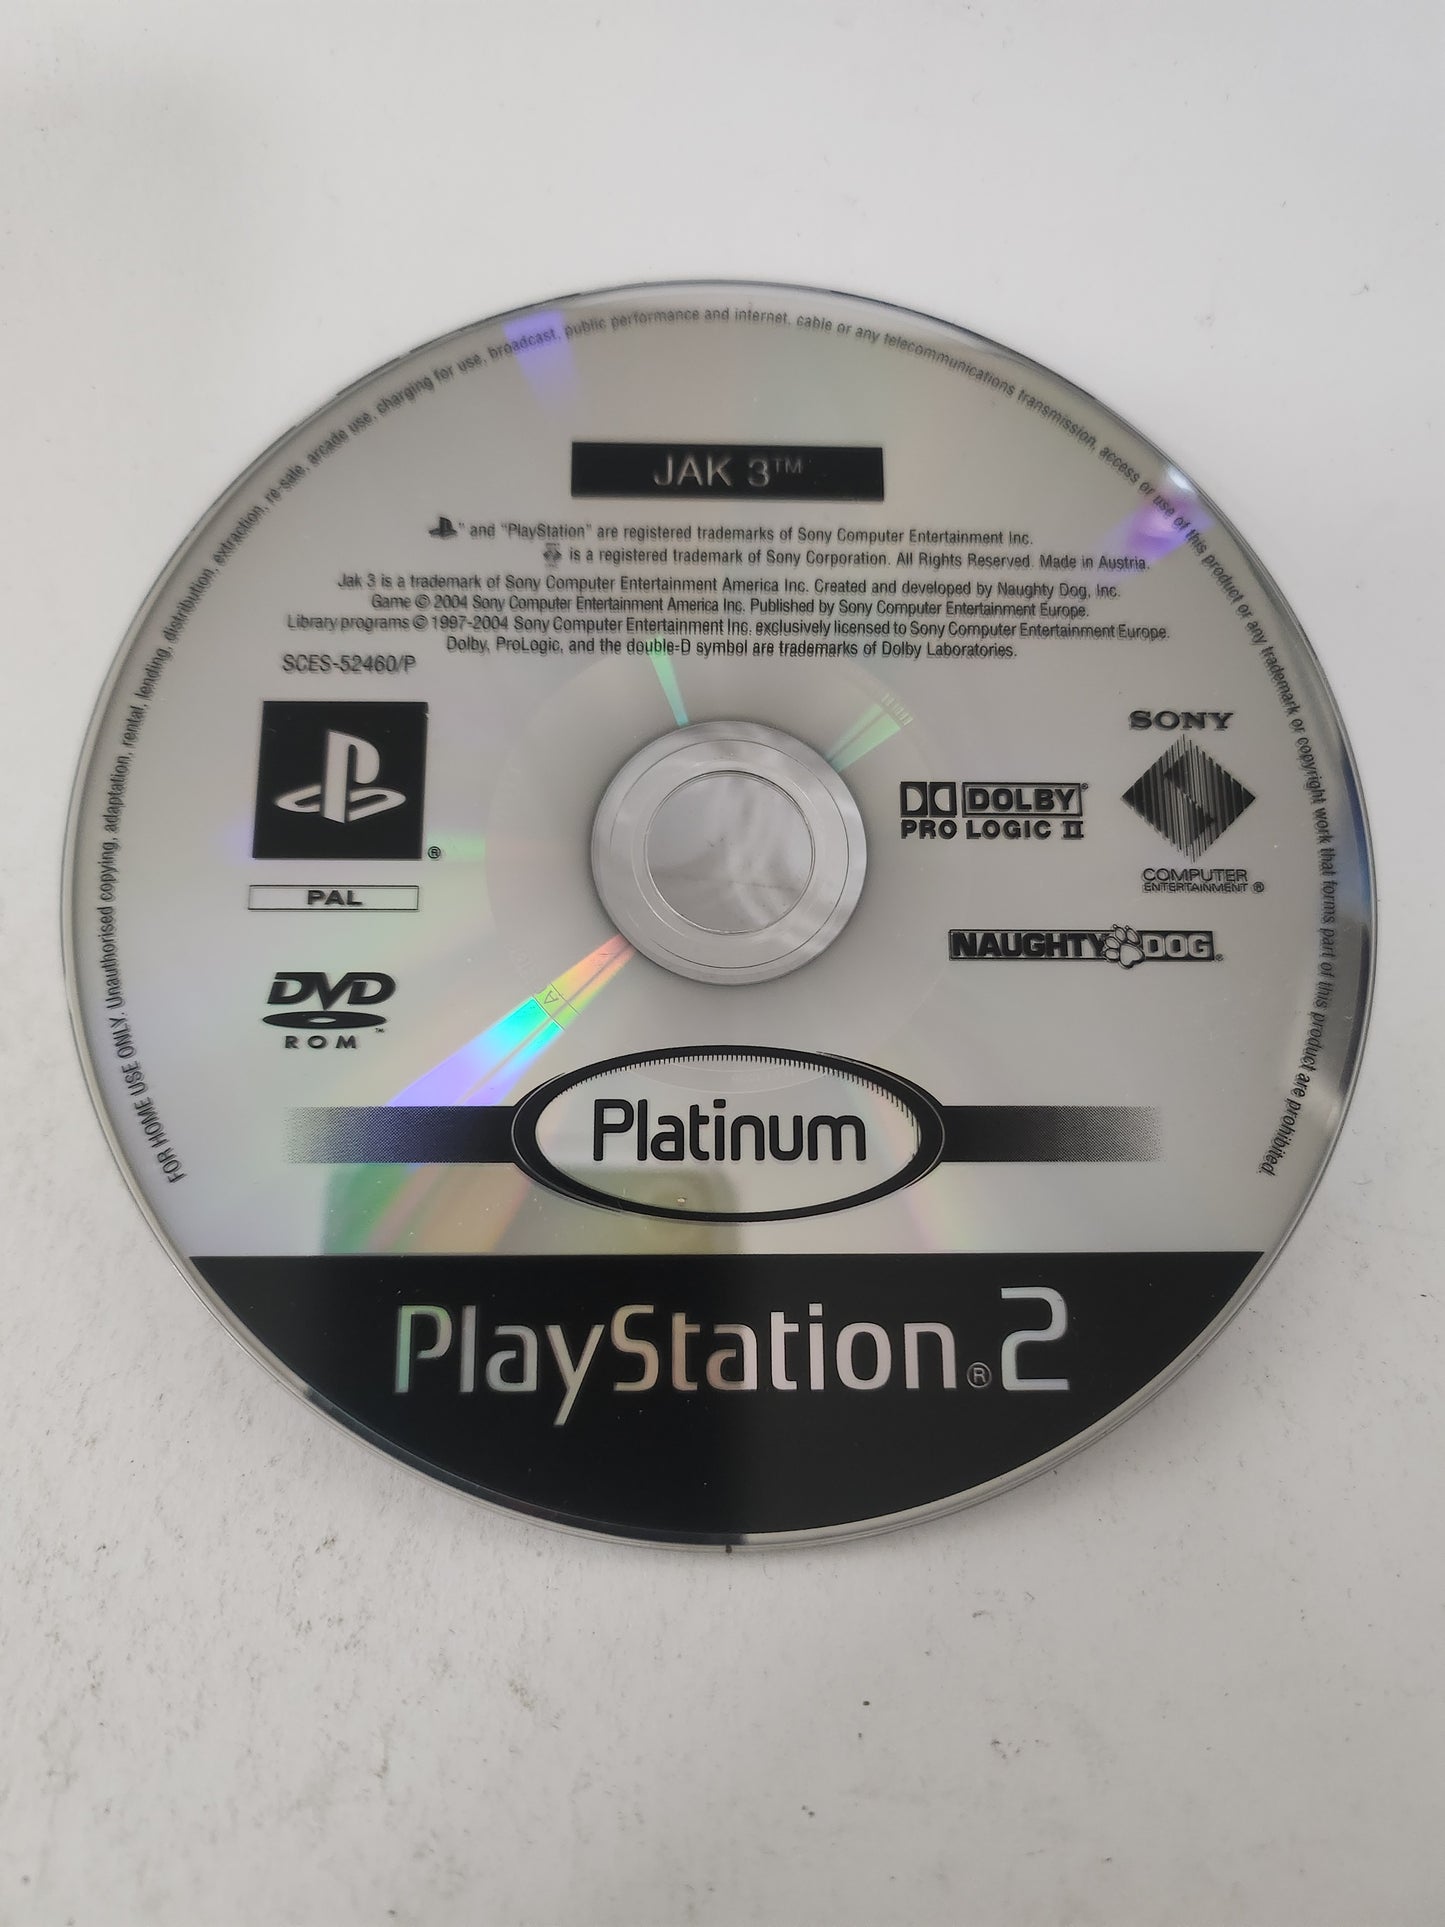 FOR HOME USE ONLY. Unauthorised copying, adaptation, rental, lending, distribution, extraction, re-sale, arcade use, charging for use, broadcast, public performance and internet, cable or any telecommunications transmission, access or use of this product or any trademark or copyright work that forms part of this product are prohibited.
JAK 3™
" and "PlayStation" are registered trademarks of Sony Computer Entertainment Inc.
is a registered trademark of Sony Corporation. All Rights Reserved. Made in Austria.
Jak 3 is a trademark of Sony Computer Entertainment America Inc. Created and developed by Naughty Dog, Inc.
Game © 2004 Sony Computer Entertainment America Inc. Published by Sony Computer Entertainment Europe.
Library programs © 1997-2004 Sony Computer Entertainment Inc. exclusively licensed to Sony Computer Entertainment Europe.
Dolby, ProLogic, and the double-D symbol are trademarks of Dolby Laboratories.
SCES-52460/P
®
PAL
DVD™
ROM
DOLBY®
PRO LOGIC II
SONY
COMPUTER
ENTERTAINMENT ®
NAUGHTY DOG®
Platinum
PlayStation®2